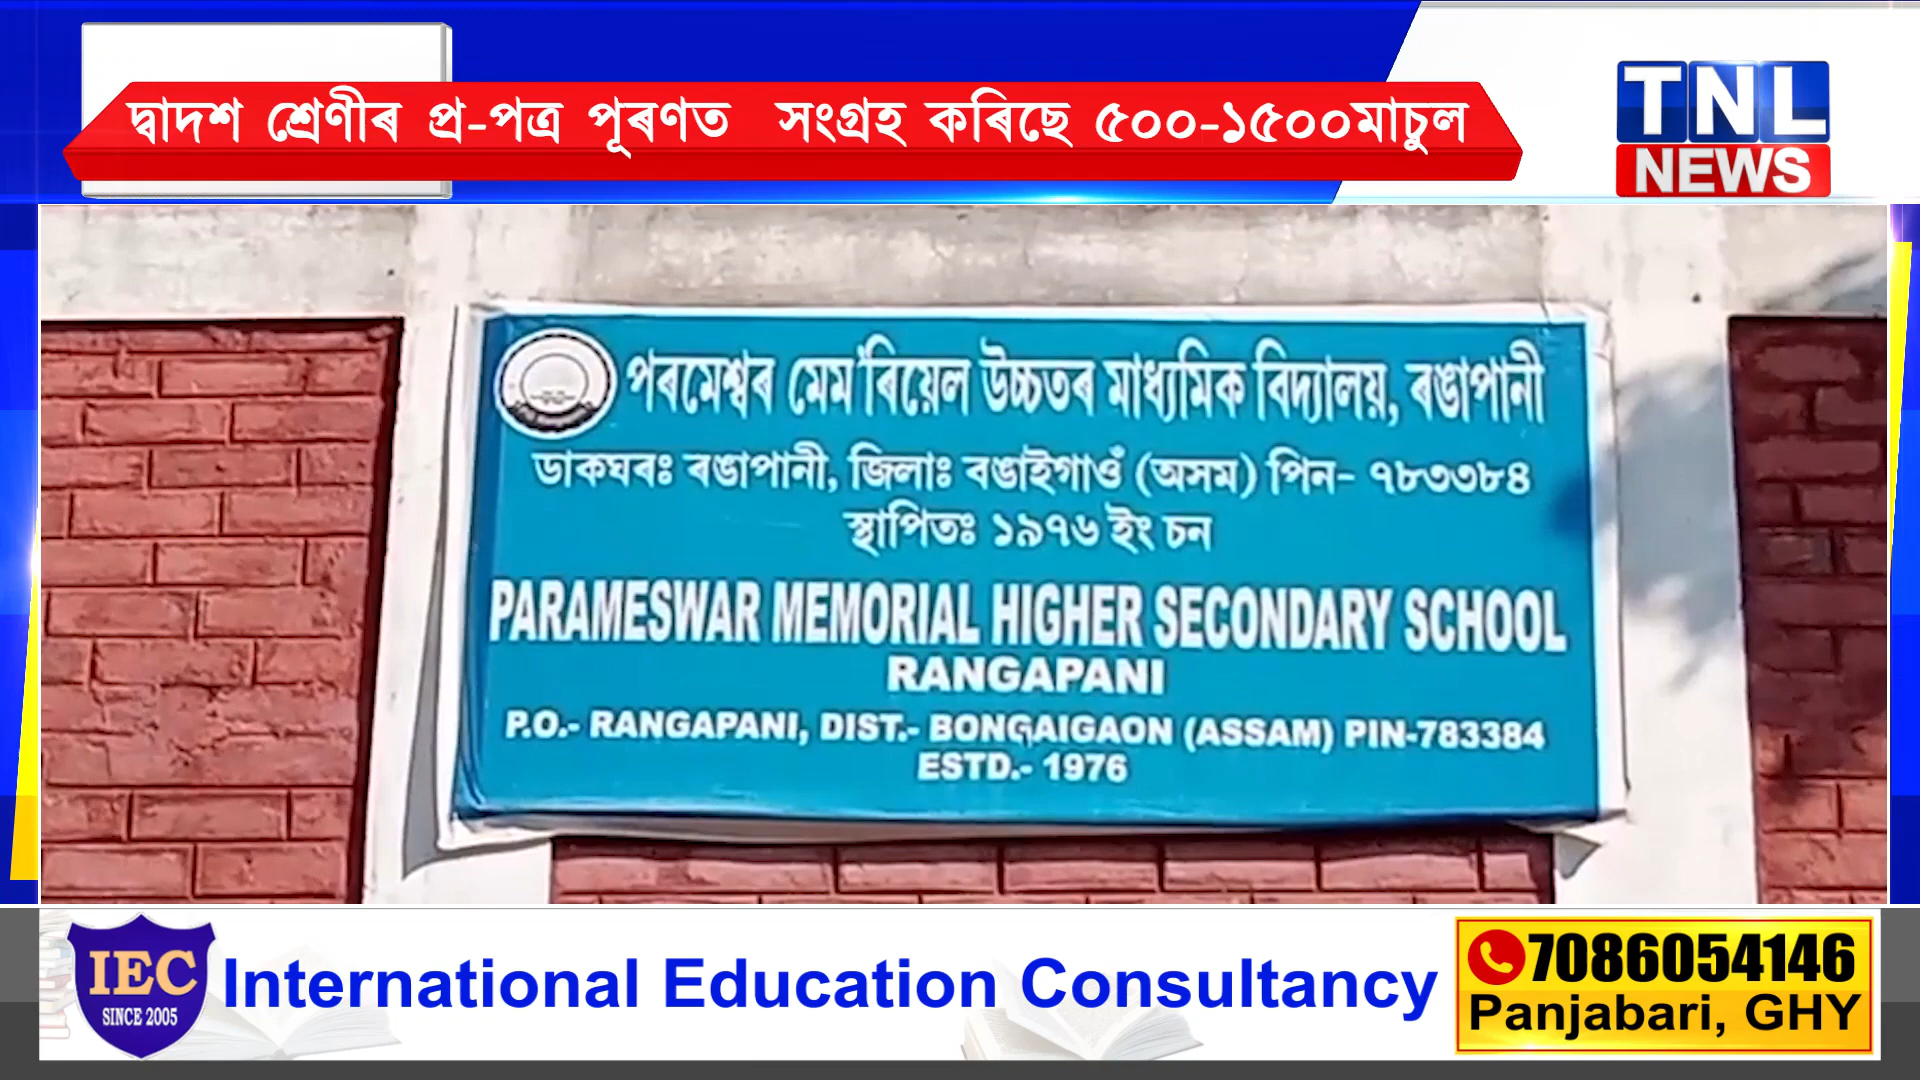 দ্বাদশ শ্ৰেণীৰ প্ৰ-পত্ৰ পূৰণত সংগ্ৰহ কৰিছে ৫০০-১৫০০মাচুল
TNL
NEWS
পৰমেশ্বৰ মেম'ৰিয়েল উচ্চতৰ মাধ্যমিক বিদ্যালয়, ৰঙাপানী
ডাকঘৰঃ ৰঙাপানী, জিলাঃ বঙাইগাওঁ (অসম) পিন- ৭৮৩৩৮৪
স্থাপিতঃ ১৯৭৬ ইং চন
PARAMESWAR MEMORIAL HIGHER SECONDARY SCHOOL
RANGAPANI
P.O.- RANGAPANI, DIST.- BONGAIGAON (ASSAM) PIN-783384
ESTD.- 1976
IEC
SINCE 2005
International Education Consultancy
7086054146
Panjabari, GHY